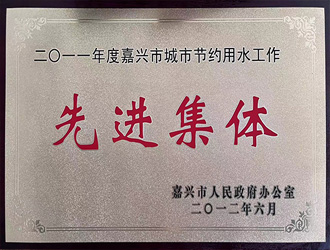 二〇一一年度嘉兴市城市节约用水工作
先进集体
嘉兴市人民政府办公室
二〇一二年六月